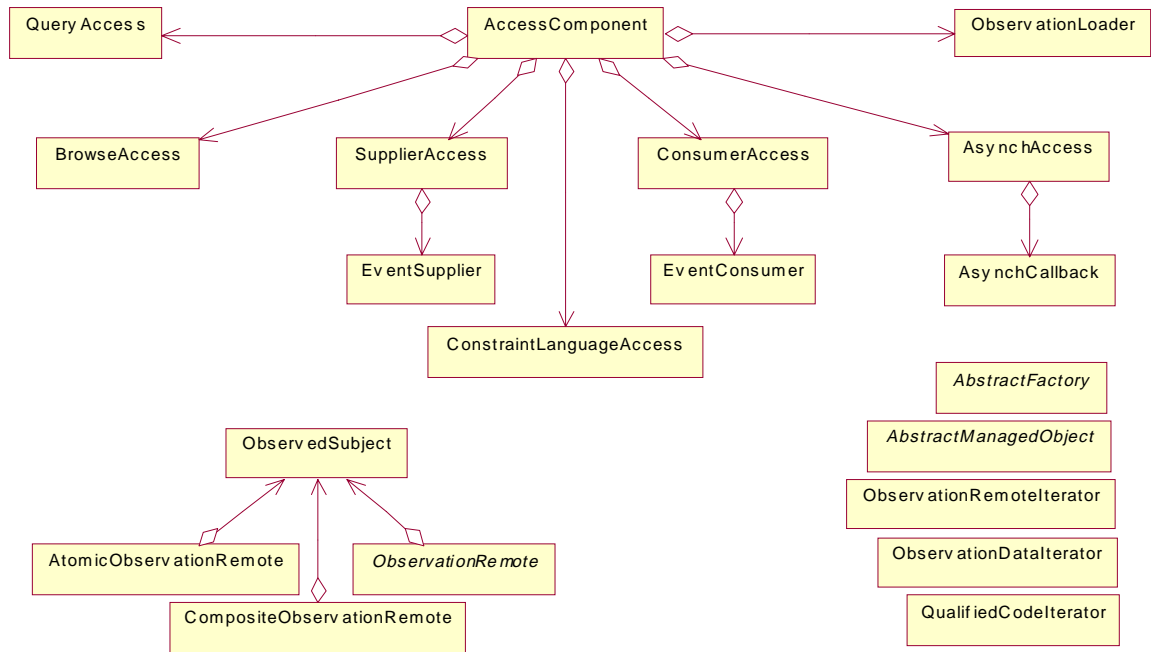 QueryAccess
AccessComponent
ObservationLoader
BrowseAccess
SupplierAccess
ConsumerAccess
AsynchAccess
EventSupplier
EventConsumer
AsynchCallback
ConstraintLanguageAccess
AbstractFactory
ObservedSubject
AbstractManagedObject
ObservationRemoteIterator
AtomicObservationRemote
ObservationRemote
ObservationDataIterator
CompositeObservationRemote
QualifiedCodeIterator